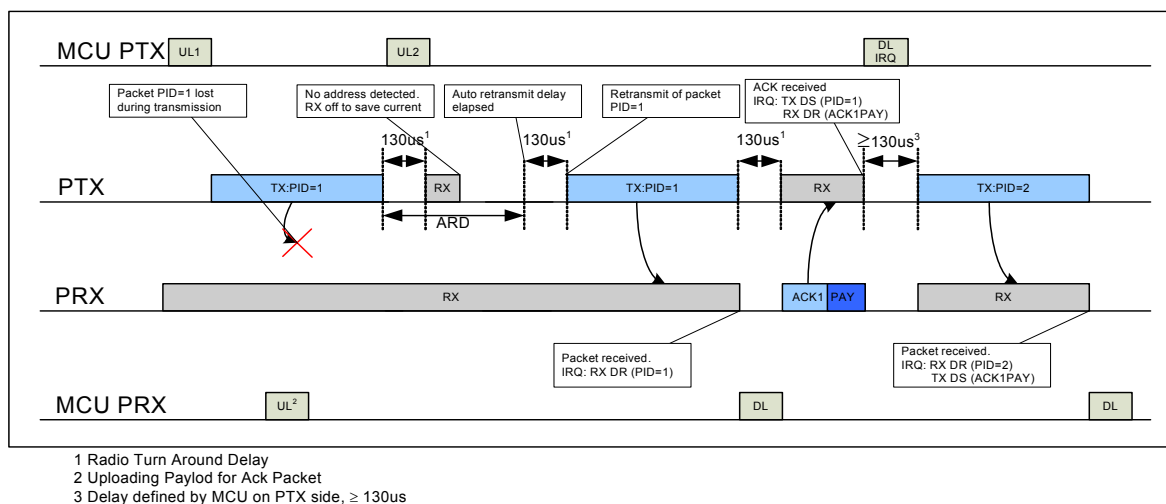 MCU PTX
UL1
UL2
DL
IRQ
Packet PID=1 lost
during transmission
No address detected.
RX off to save current
Auto retransmit delay
elapsed
Retransmit of packet
PID=1
ACK received
IRQ: TX DS (PID=1)
RX DR (ACK1PAY)
130us1
130us1
130us1
≥130us3
PTX
TX:PID=1
RX
TX:PID=1
RX
TX:PID=2
ARD
PRX
RX
ACK1
PAY
RX
Packet received.
IRQ: RX DR (PID=1)
Packet received.
IRQ: RX DR (PID=2)
TX DS (ACK1PAY)
MCU PRX
UL2
DL
DL
1 Radio Turn Around Delay
2 Uploading Paylod for Ack Packet
3 Delay defined by MCU on PTX side, ≥ 130us